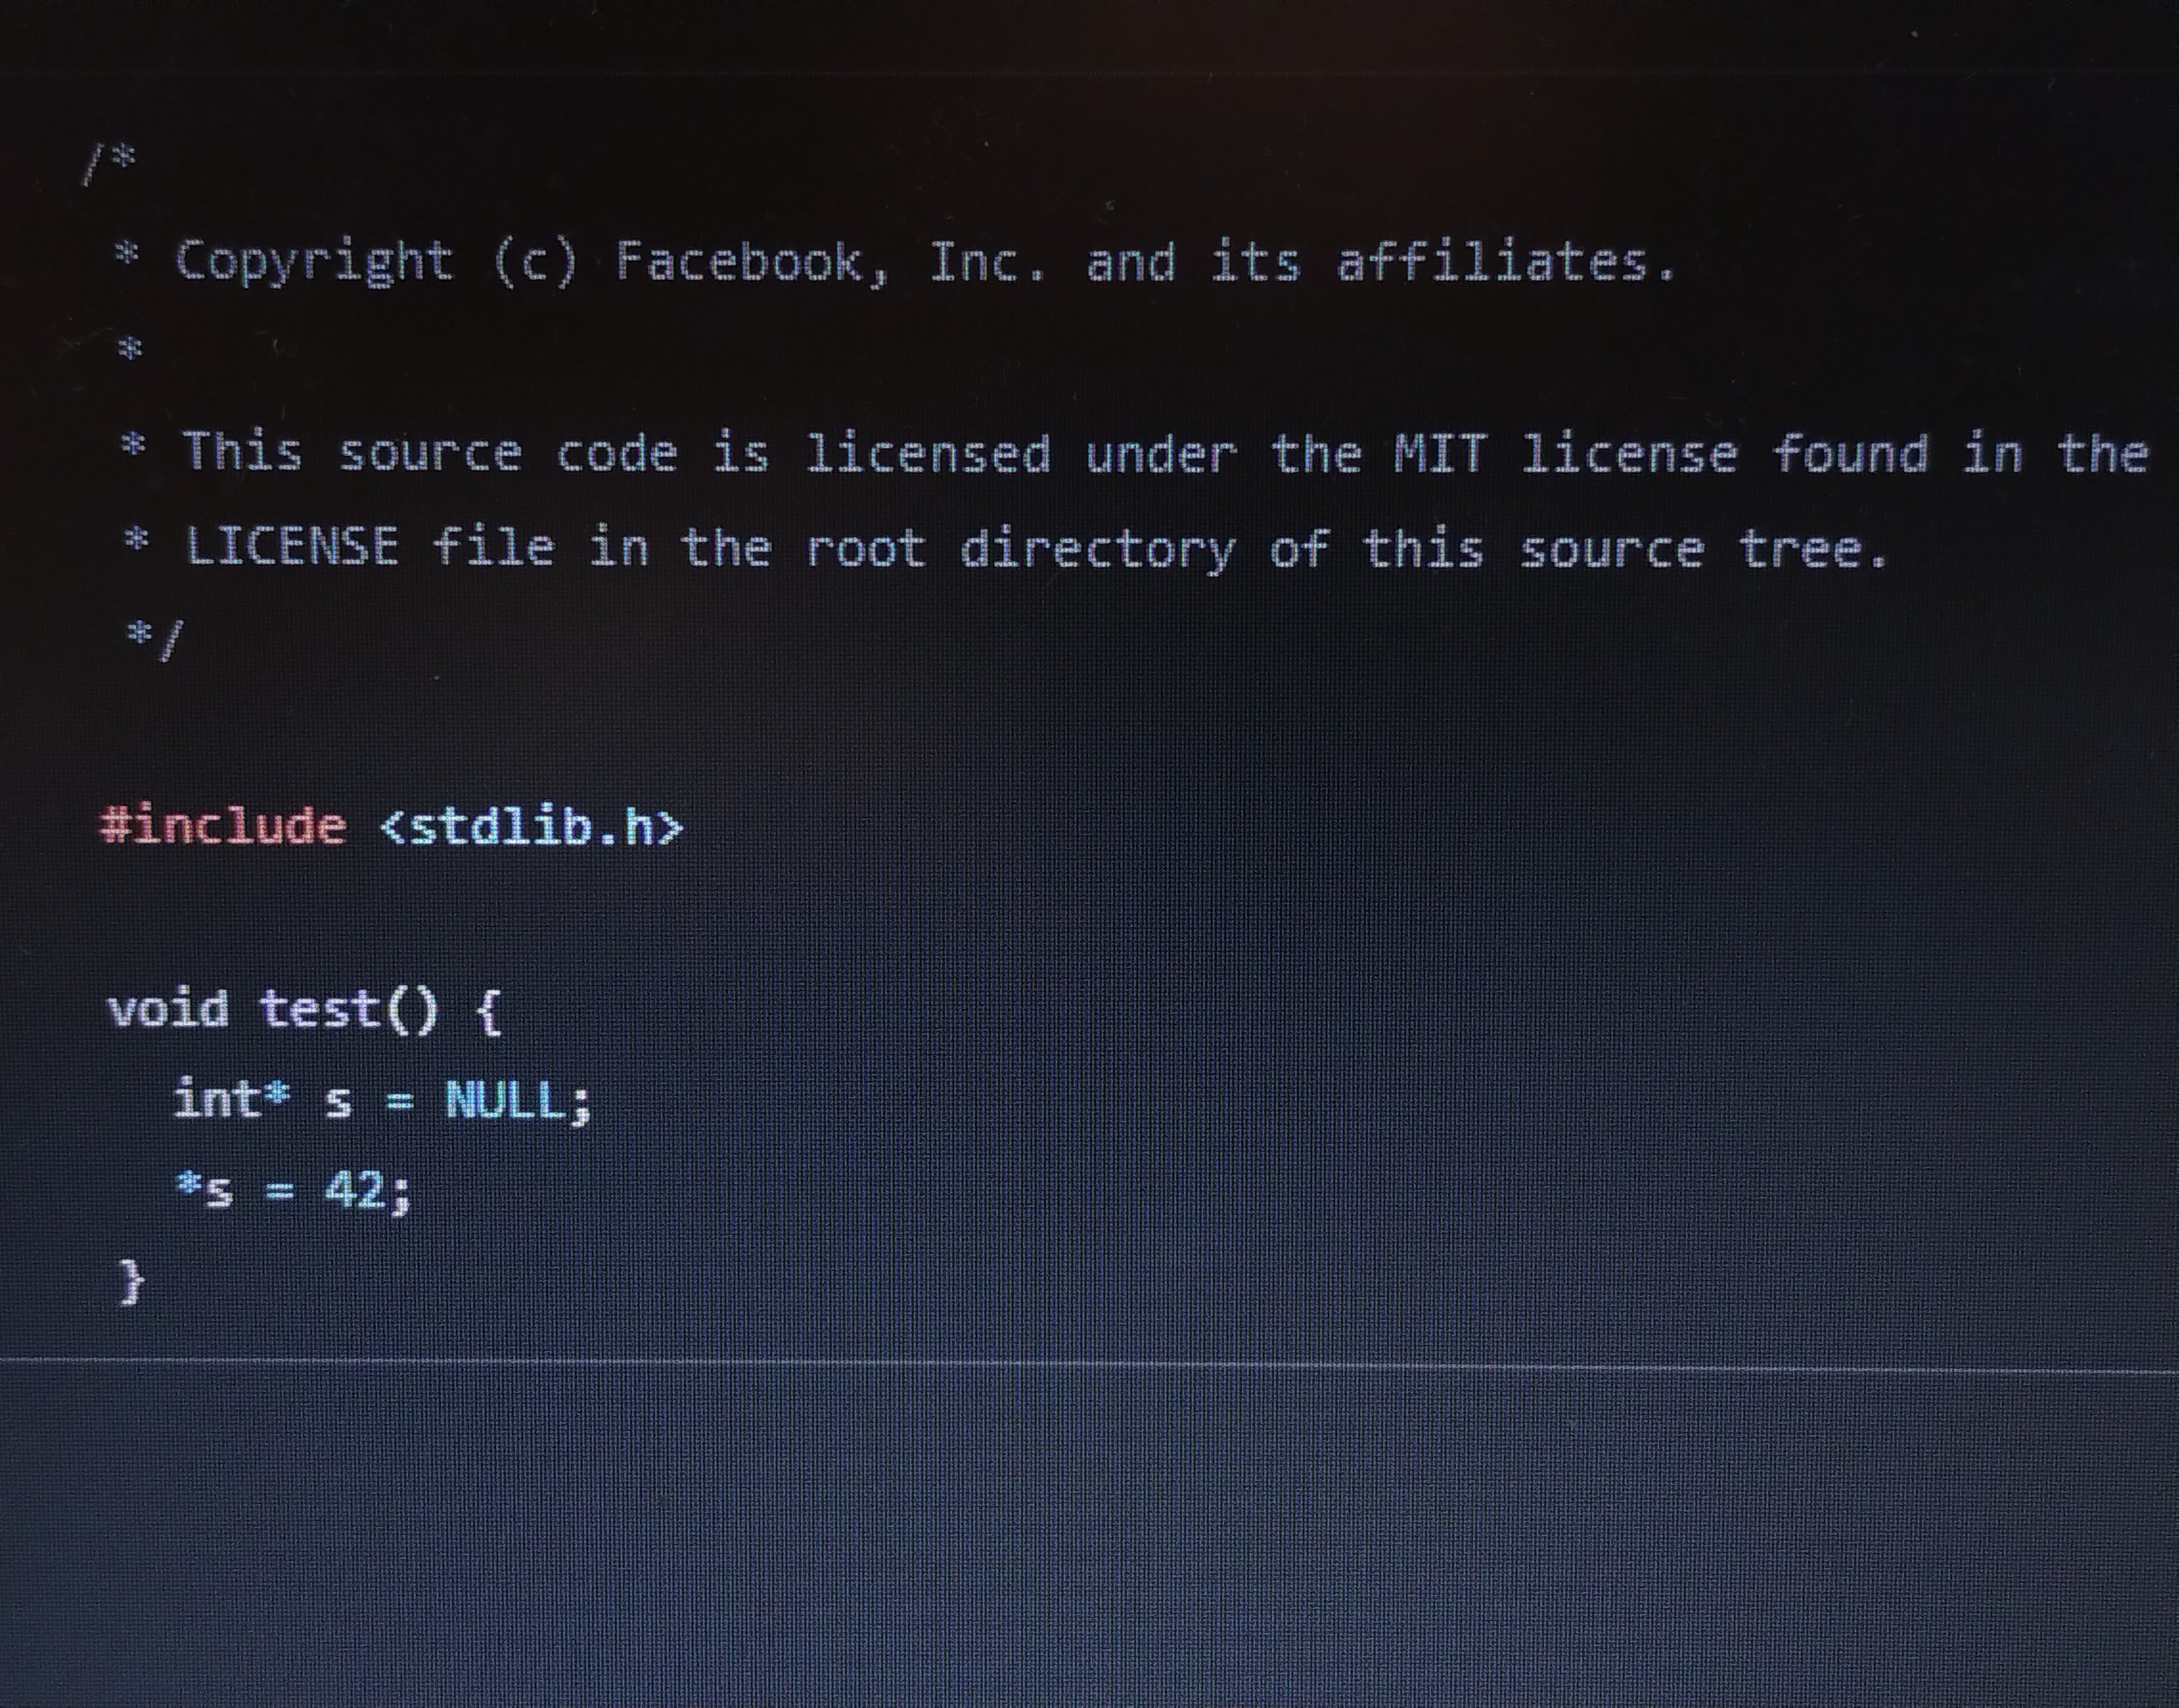 /*
 * Copyright (c) Facebook, Inc. and its affiliates.
 *
 * This source code is licensed under the MIT license found in the
 * LICENSE file in the root directory of this source tree.
 */
#include <stdlib.h>
void test() {
  int* s = NULL;
  *s = 42;
}